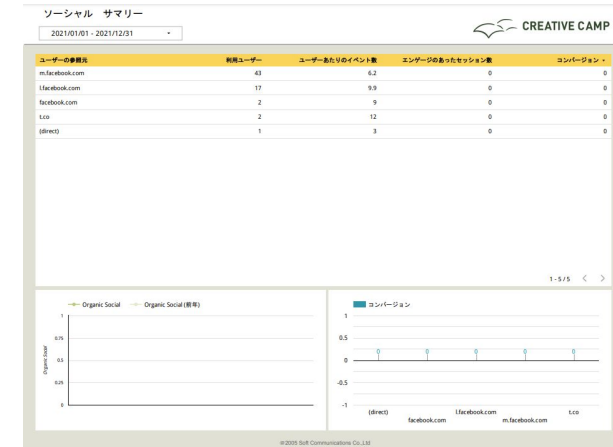 ソーシャル サマリー
2021/01/01 - 2021/12/31
CREATIVE CAMP
ユーザーの参照元 利用ユーザー ユーザーあたりのイベント数 エンゲージのあったセッション数 コンバージョン
m.facebook.com 43 6.2 0 0
l.facebook.com 17 9.9 0 0
facebook.com 2 9 0 0
t.co 2 12 0 0
(direct) 1 3 0 0
1 - 5 / 5
Organic Social Organic Social (前年)
1
0.75
0.5
0.25
0
Organic Social
コンバージョン
1
0.5
0
-0.5
-1
0 0 0 0 0
(direct) l.facebook.com t.co
facebook.com m.facebook.com
©2005 Soft Communications Co.,Ltd